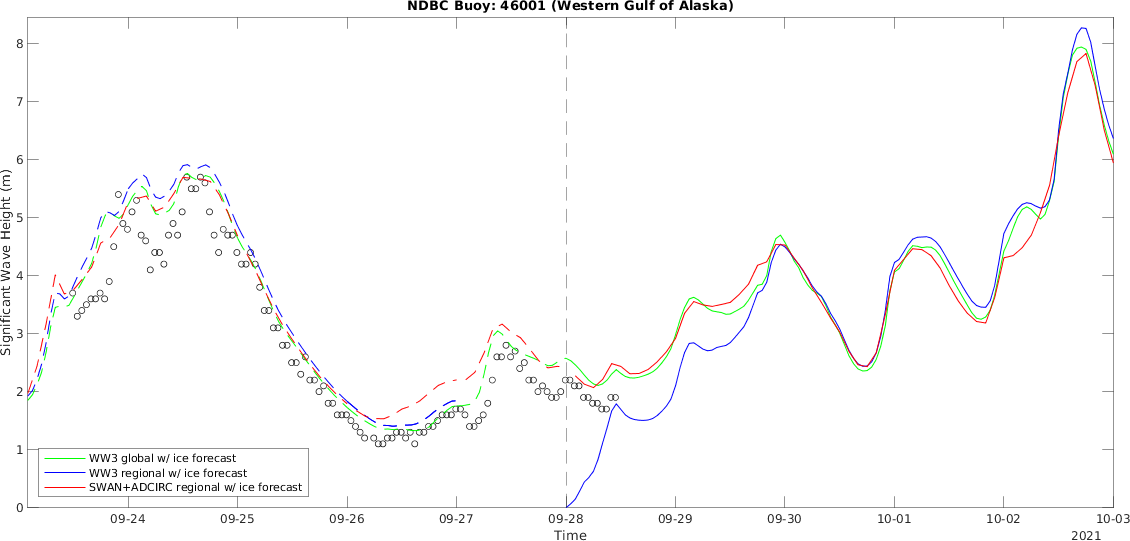 NDBC Buoy: 46001 (Western Gulf of Alaska)
8
7
6
5
4
3
2
1
0
Significant Wave Height (m)
WW3 global w/ ice forecast
WW3 regional w/ ice forecast
SWAN+ADCIRC regional w/ ice forecast
09-24 09-25 09-26 09-27 09-28 09-29 09-30 10-01 10-02 10-03
Time
2021